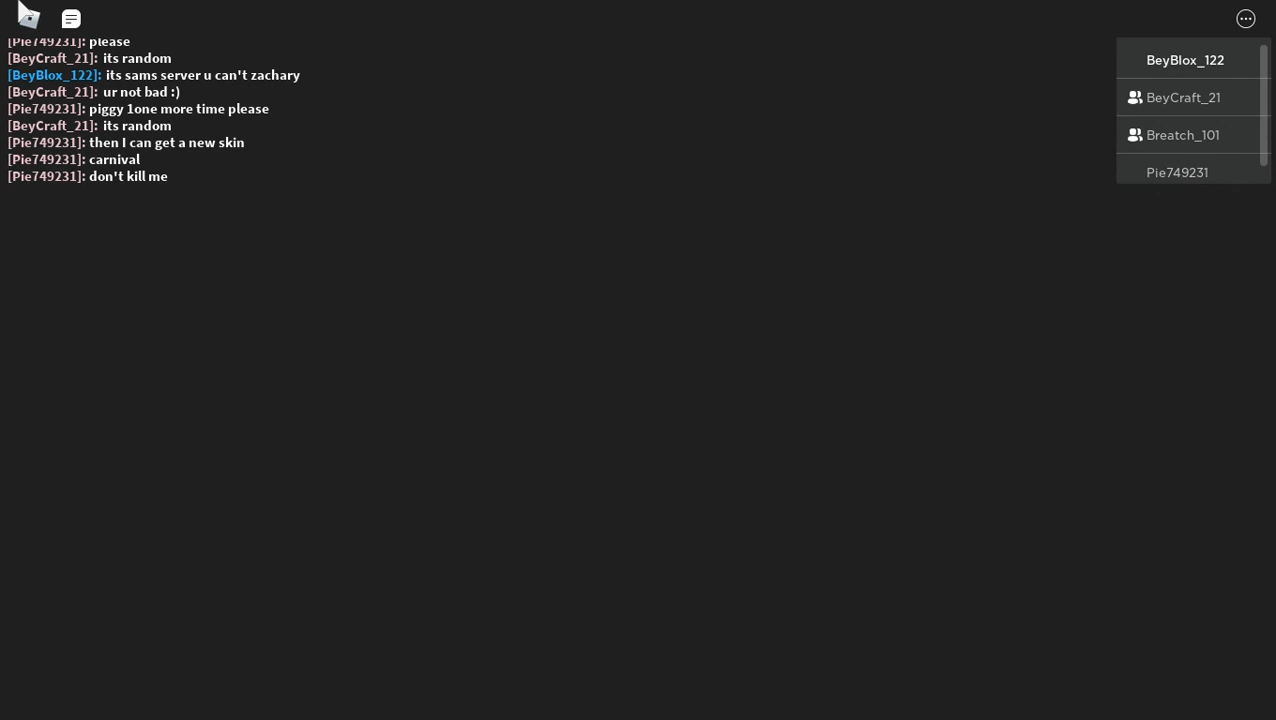 [Pie749231]: please
[BeyCraft_21]: its random
[BeyBlox_122]: its sams server u can't zachary
[BeyCraft_21]: ur not bad :)
[Pie749231]: piggy 1one more time please
[BeyCraft_21]: its random
[Pie749231]: then I can get a new skin
[Pie749231]: carnival
[Pie749231]: don't kill me
BeyBlox_122
BeyCraft_21
Breatch_101
Pie749231